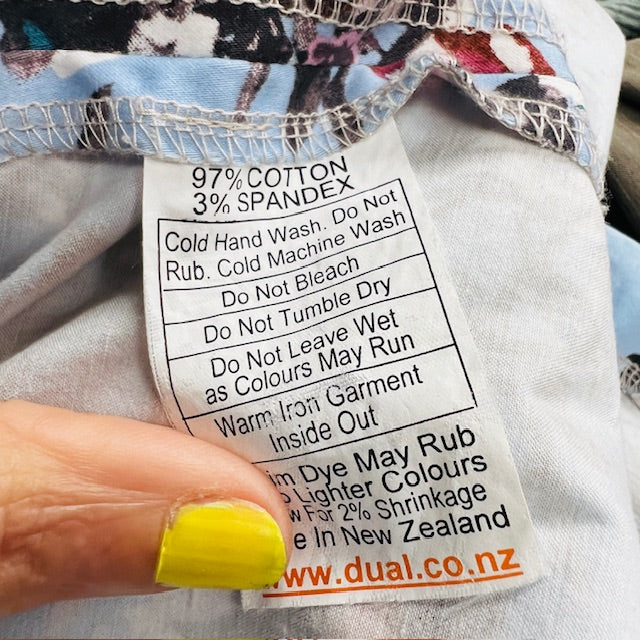 97% COTTON
3% SPANDEX
Cold Hand Wash. Do Not
Rub. Cold Machine Wash
Do Not Bleach
Do Not Tumble Dry
Do Not Leave Wet
as Colours May Run
Warm Iron Garment
Inside Out
Dye May Rub
Lighter Colours
For 2% Shrinkage
In New Zealand
www.dual.co.nz